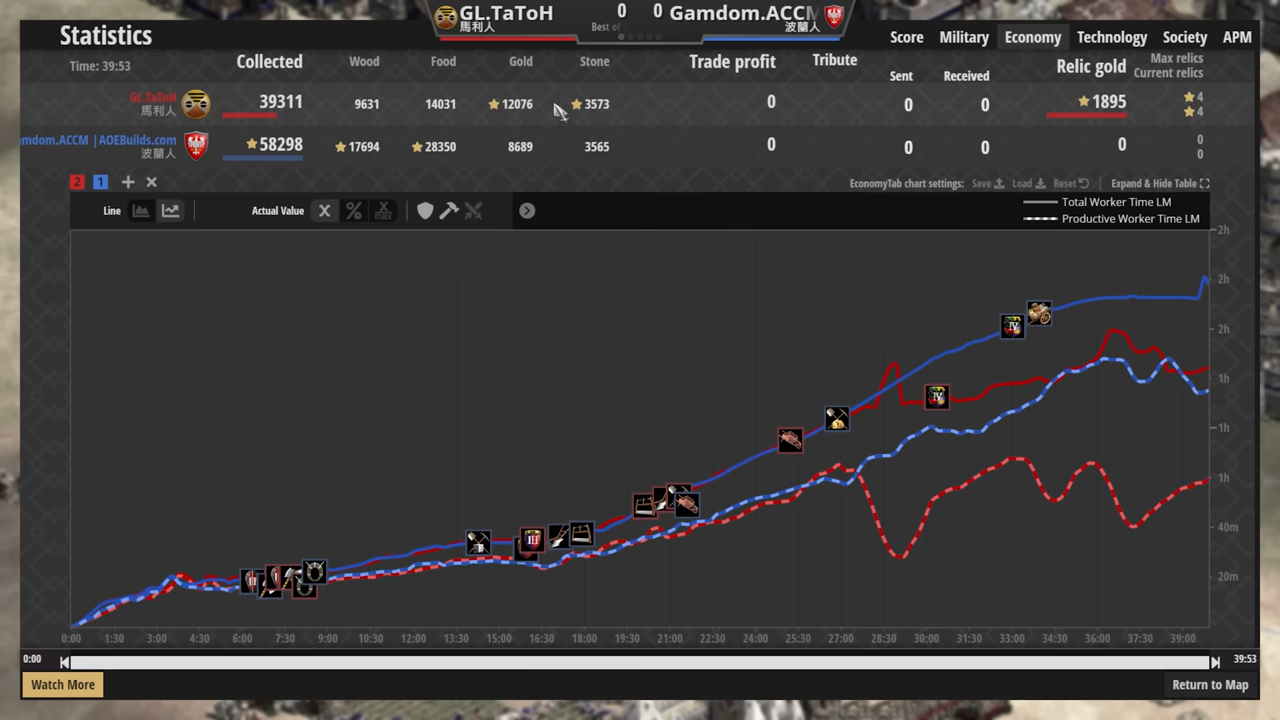 GL.TaToH 0 0 Gamdom.ACCM
馬利人 Best of 波蘭人
Statistics
Score Military Economy Technology Society APM
Time: 39:53
Collected Wood Food Gold Stone Trade profit Tribute Sent Received Relic gold Max relics
Current relics
GL.TaToH 39311 9631 14031 12076 3573 0 0 0 1895 4
馬利人 4
mdom.ACCM |AOEBuilds.com 58298 17694 28350 8689 3565 0 0 0 0 0
波蘭人 0
2 1 + ×
EconomyTab chart settings: Save Load Reset Expand & Hide Table
Line Actual Value X % X/max
Total Worker Time LM
Productive Worker Time LM
2h
2h
2h
1h
1h
1h
40m
20m
II III IV IV
0:00 1:30 3:00 4:30 6:00 7:30 9:00 10:30 12:00 13:30 15:00 16:30 18:00 19:30 21:00 22:30 24:00 25:30 27:00 28:30 30:00 31:30 33:00 34:30 36:00 37:30 39:00
0:00 39:53
Watch More Return to Map